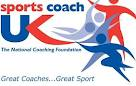 sports coach
UK
The National Coaching Foundation
Great Coaches...Great Sport